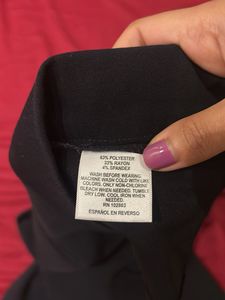 63% POLYESTER
33% RAYON
4% SPANDEX
WASH BEFORE WEARING.
MACHINE WASH COLD WITH LIKE
COLORS. ONLY NON-CHLORINE
BLEACH WHEN NEEDED. TUMBLE
DRY LOW, COOL IRON WHEN
NEEDED.
RN 102863
ESPAÑOL EN REVERSO